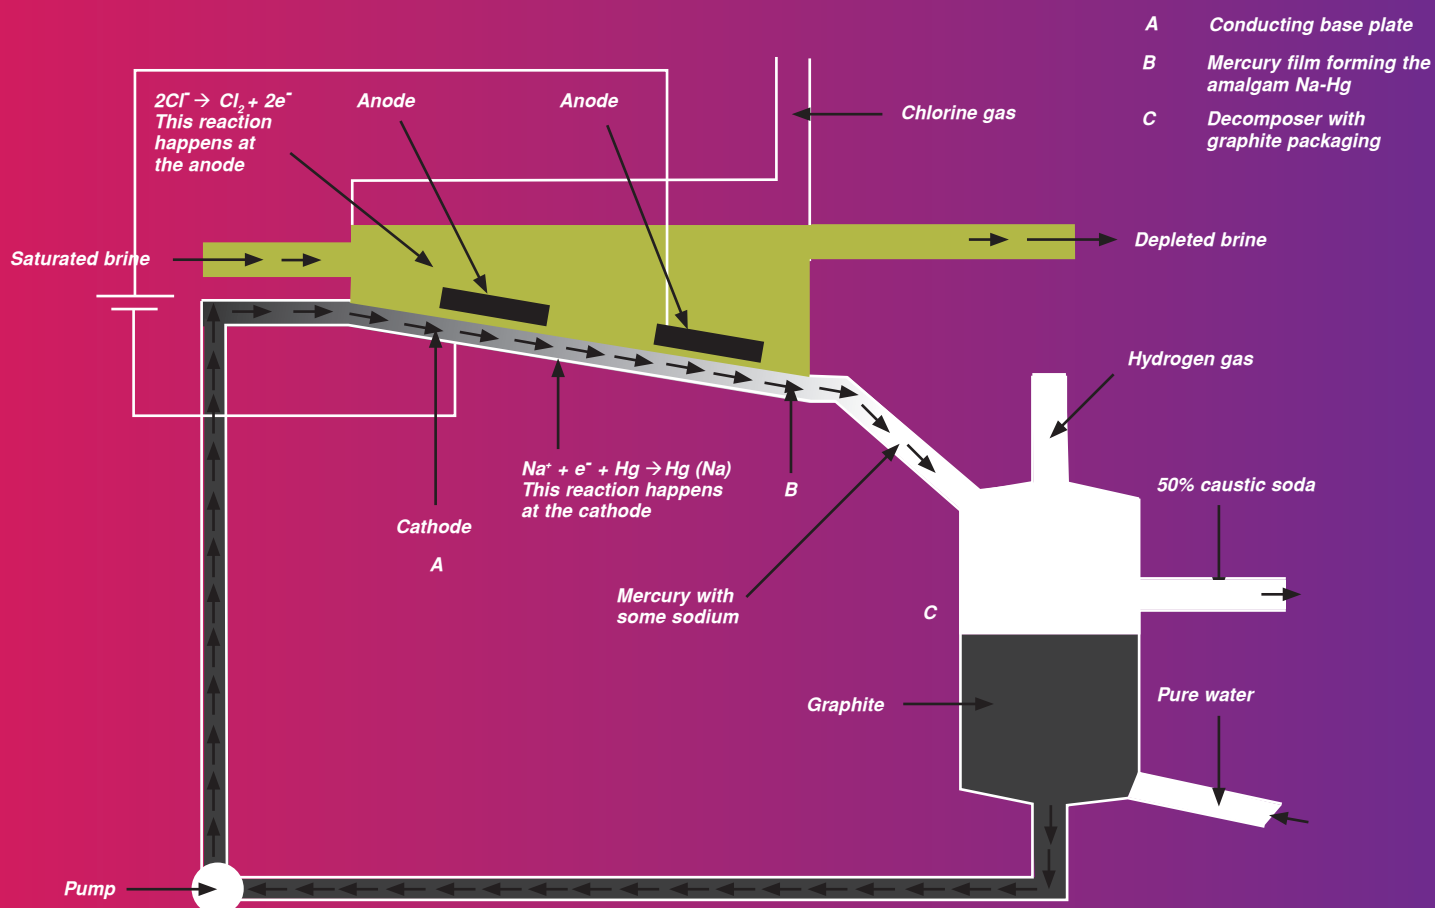 A Conducting base plate
B Mercury film forming the
amalgam Na-Hg
C Decomposer with
graphite packaging
2Cl⁻ → Cl₂ + 2e⁻
This reaction
happens at
the anode
Anode
Anode
Chlorine gas
Saturated brine
Depleted brine
Hydrogen gas
Na⁺ + e⁻ + Hg → Hg (Na)
This reaction happens
at the cathode
B
50% caustic soda
Cathode
A
Mercury with
some sodium
C
Graphite
Pure water
Pump